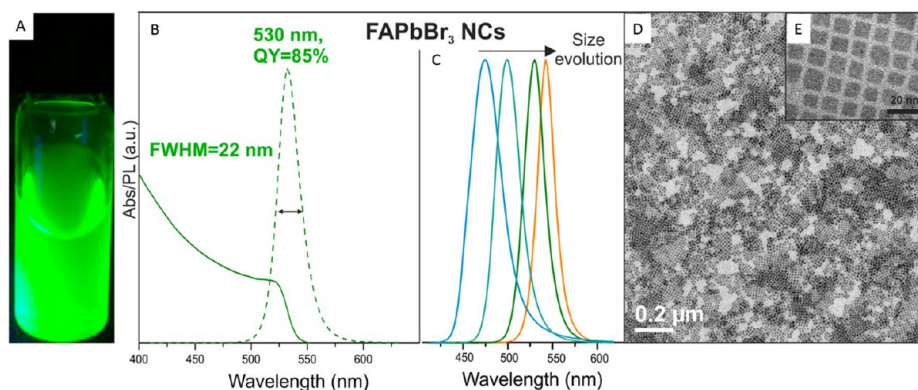 A
B
530 nm,
QY=85%
FWHM=22 nm
Abs/PL (a.u.)
400 450 500 550 600
Wavelength (nm)
FAPbBr₃ NCs
C
Size
evolution
450 500 550 600
Wavelength (nm)
D
0.2 µm
E
20 nm